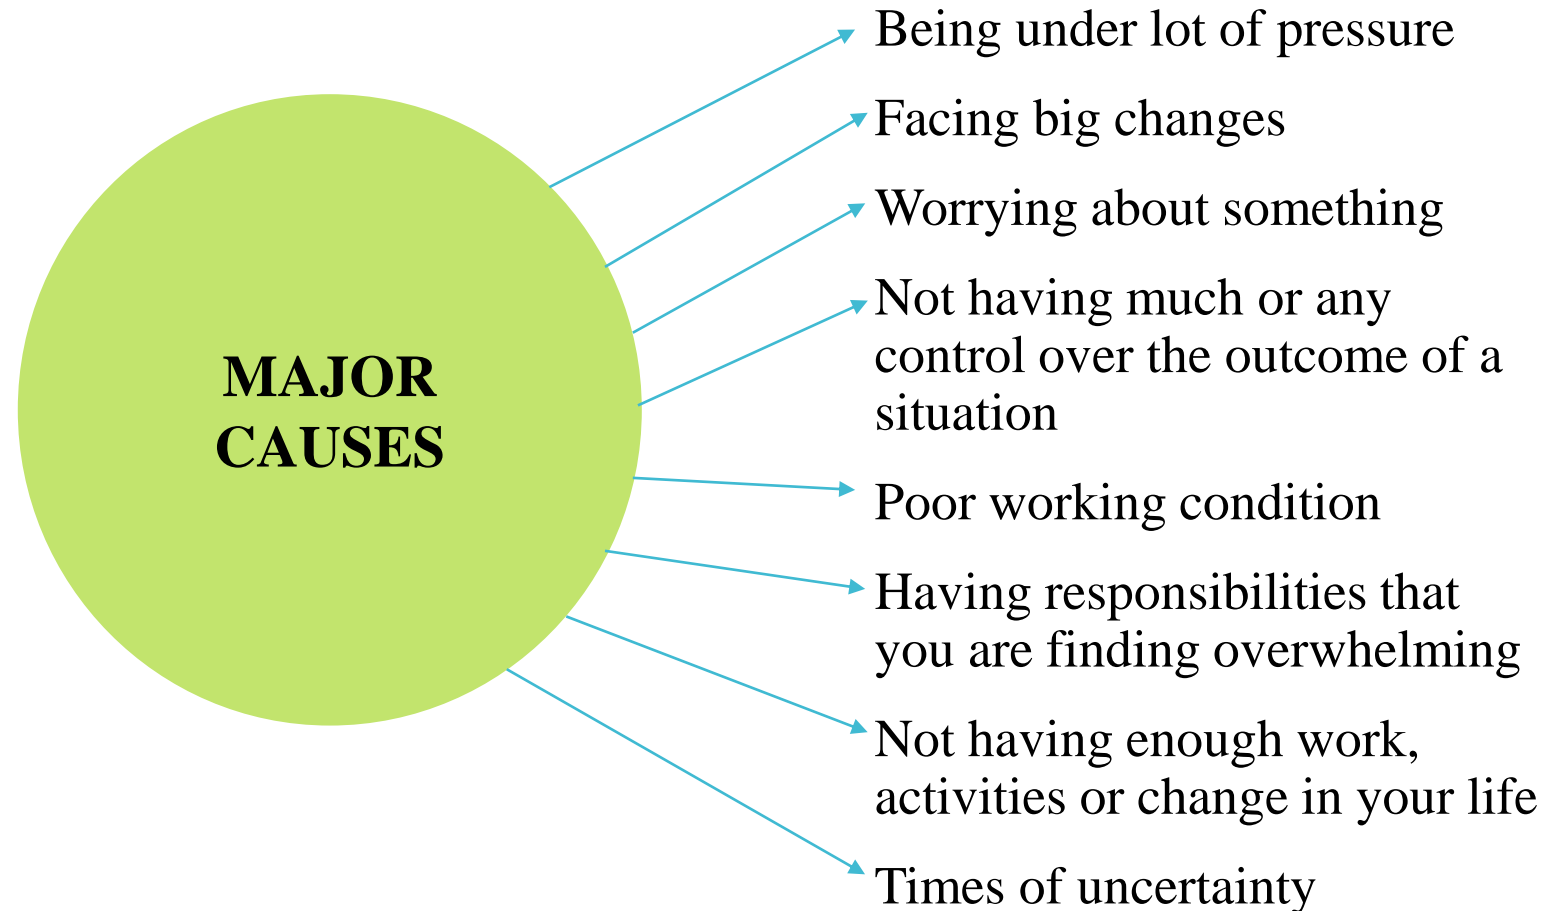 MAJOR
CAUSES
Being under lot of pressure
Facing big changes
Worrying about something
Not having much or any
control over the outcome of a
situation
Poor working condition
Having responsibilities that
you are finding overwhelming
Not having enough work,
activities or change in your life
Times of uncertainty